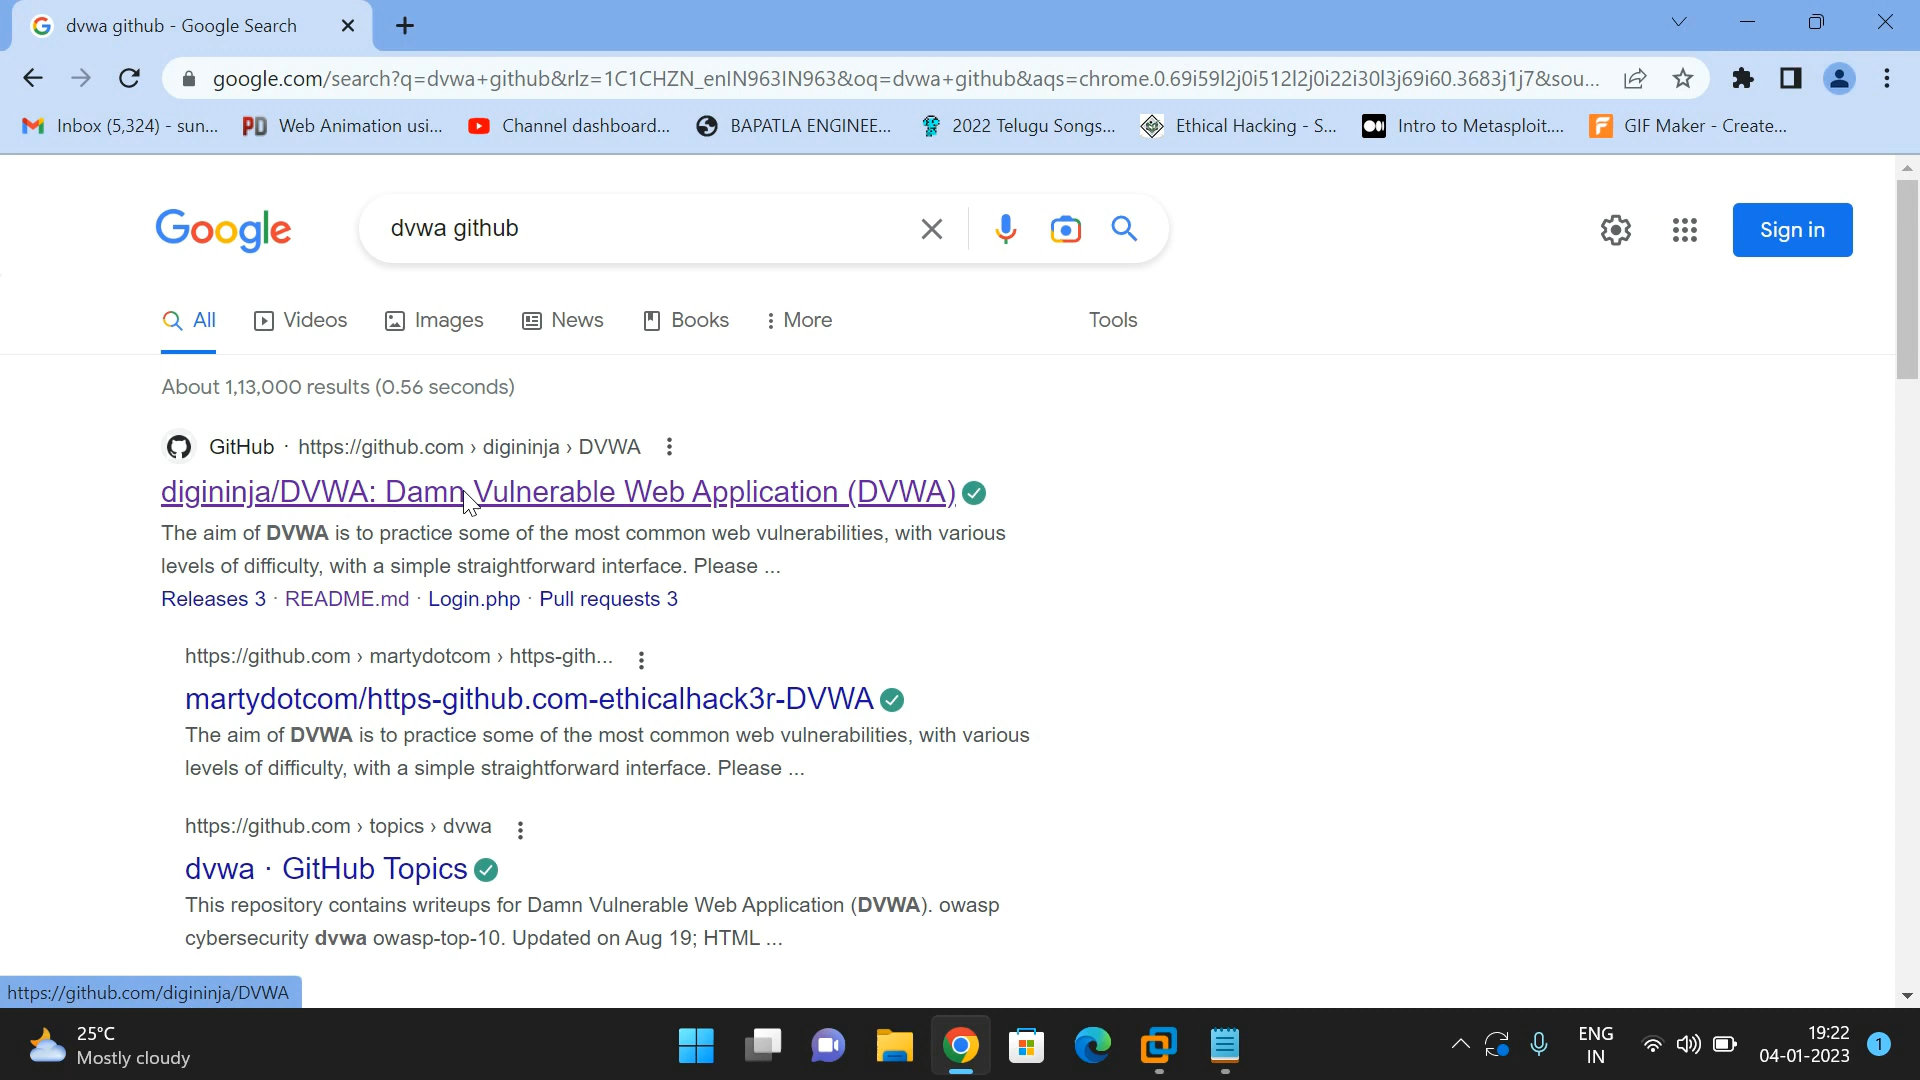 dvwa github - Google Search
google.com/search?q=dvwa+github&rlz=1C1CHZN_enIN963IN963&oq=dvwa+github&aqs=chrome.0.69i59l2j0i512l2j0i22i30l3j69i60.3683j1j7&sou...
Inbox (5,324) - sun... Web Animation usi... Channel dashboard... BAPATLA ENGINEE... 2022 Telugu Songs... Ethical Hacking - S... Intro to Metasploit.... GIF Maker - Create...
Google dvwa github Sign in
All Videos Images News Books More Tools
About 1,13,000 results (0.56 seconds)
GitHub · https://github.com › digininja › DVWA
digininja/DVWA: Damn Vulnerable Web Application (DVWA)
The aim of DVWA is to practice some of the most common web vulnerabilities, with various
levels of difficulty, with a simple straightforward interface. Please ...
Releases 3 · README.md · Login.php · Pull requests 3
https://github.com › martydotcom › https-gith...
martydotcom/https-github.com-ethicalhack3r-DVWA
The aim of DVWA is to practice some of the most common web vulnerabilities, with various
levels of difficulty, with a simple straightforward interface. Please ...
https://github.com › topics › dvwa
dvwa · GitHub Topics
This repository contains writeups for Damn Vulnerable Web Application (DVWA). owasp
cybersecurity dvwa owasp-top-10. Updated on Aug 19; HTML ...
https://github.com/digininja/DVWA
25°C
Mostly cloudy
ENG
IN
19:22
04-01-2023
1